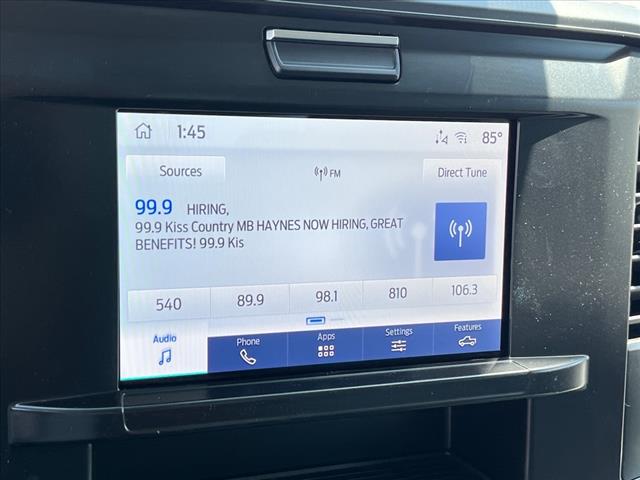 1:45 85°
Sources FM Direct Tune
99.9 HIRING,
99.9 Kiss Country MB HAYNES NOW HIRING, GREAT
BENEFITS! 99.9 Kis
540 89.9 98.1 810 106.3
Audio Phone Apps Settings Features